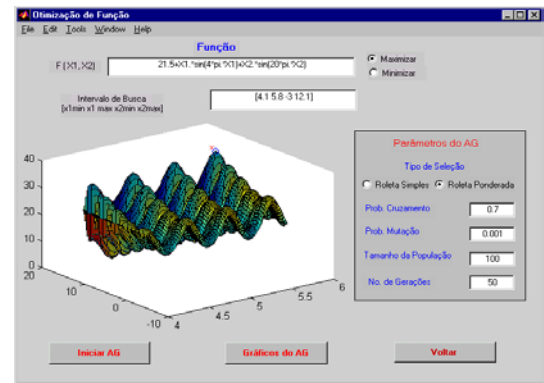 Otimização de Função
File Edit Tools Window Help
Função
F (X1, X2)
21.5+X1.*sin(4*pi.*X1)+X2.*sin(20*pi.*X2)
Maximizar
Minimizar
Intervalo de Busca
[x1min x1 max x2min x2max]
[4.1 5.8 -3 12.1]
Parâmetros do AG
Tipo de Seleção
Roleta Simples Roleta Ponderada
Prob. Cruzamento 0.7
Prob. Mutação 0.001
Tamanho da População 100
No. de Gerações 50
40
30
20
10
0
20
10
0
-10
4
4.5
5
5.5
6
Iniciar AG Gráficos do AG Voltar